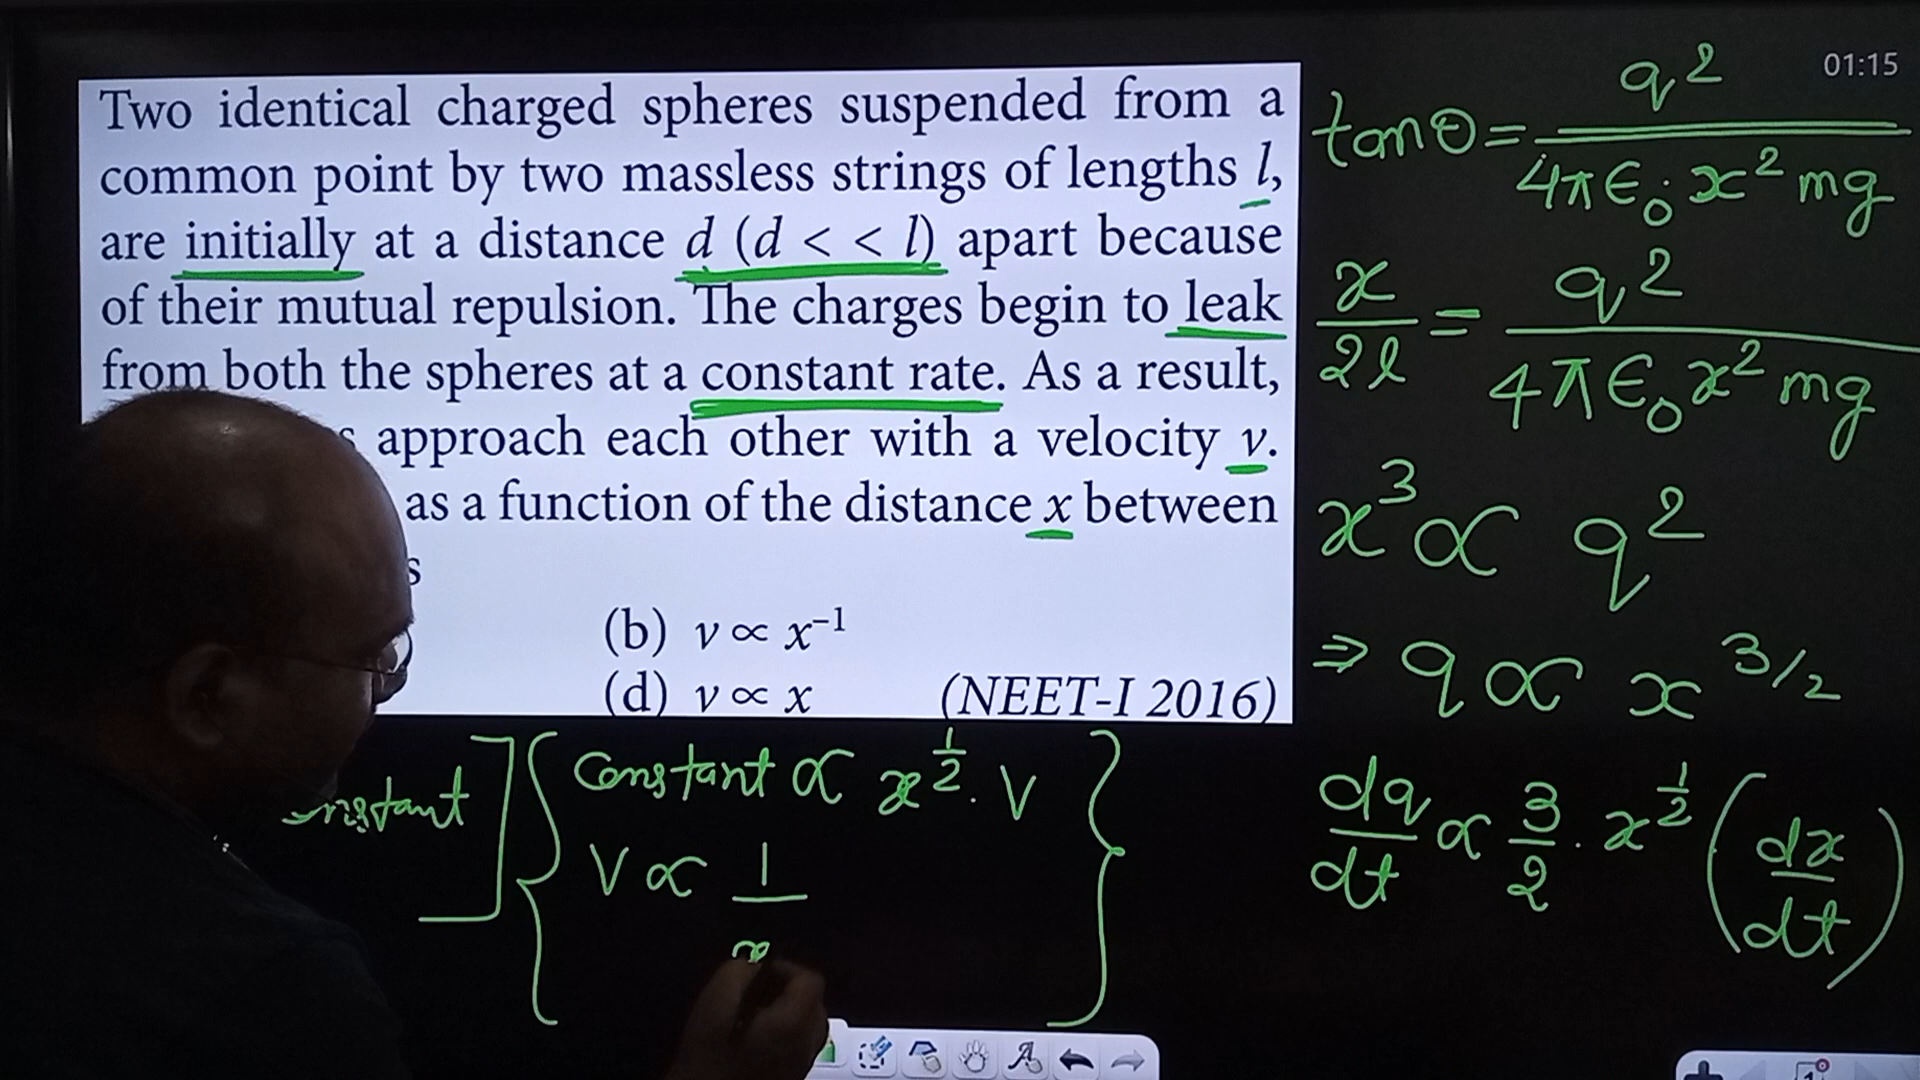 Two identical charged spheres suspended from a
common point by two massless strings of lengths l,
are initially at a distance d (d < < l) apart because
of their mutual repulsion. The charges begin to leak
from both the spheres at a constant rate. As a result,
approach each other with a velocity v.
as a function of the distance x between
(b) v ∝ x⁻¹
(d) v ∝ x (NEET-I 2016)
01:15
tanθ = q² / 4πϵ₀x²mg
x/2l = q² / 4πϵ₀x²mg
x³ ∝ q²
⇒ q ∝ x^3/2
dq/dt ∝ 3/2 . x^1/2 (dx/dt)
Constant ∝ x^1/2 . V
V ∝ 1/